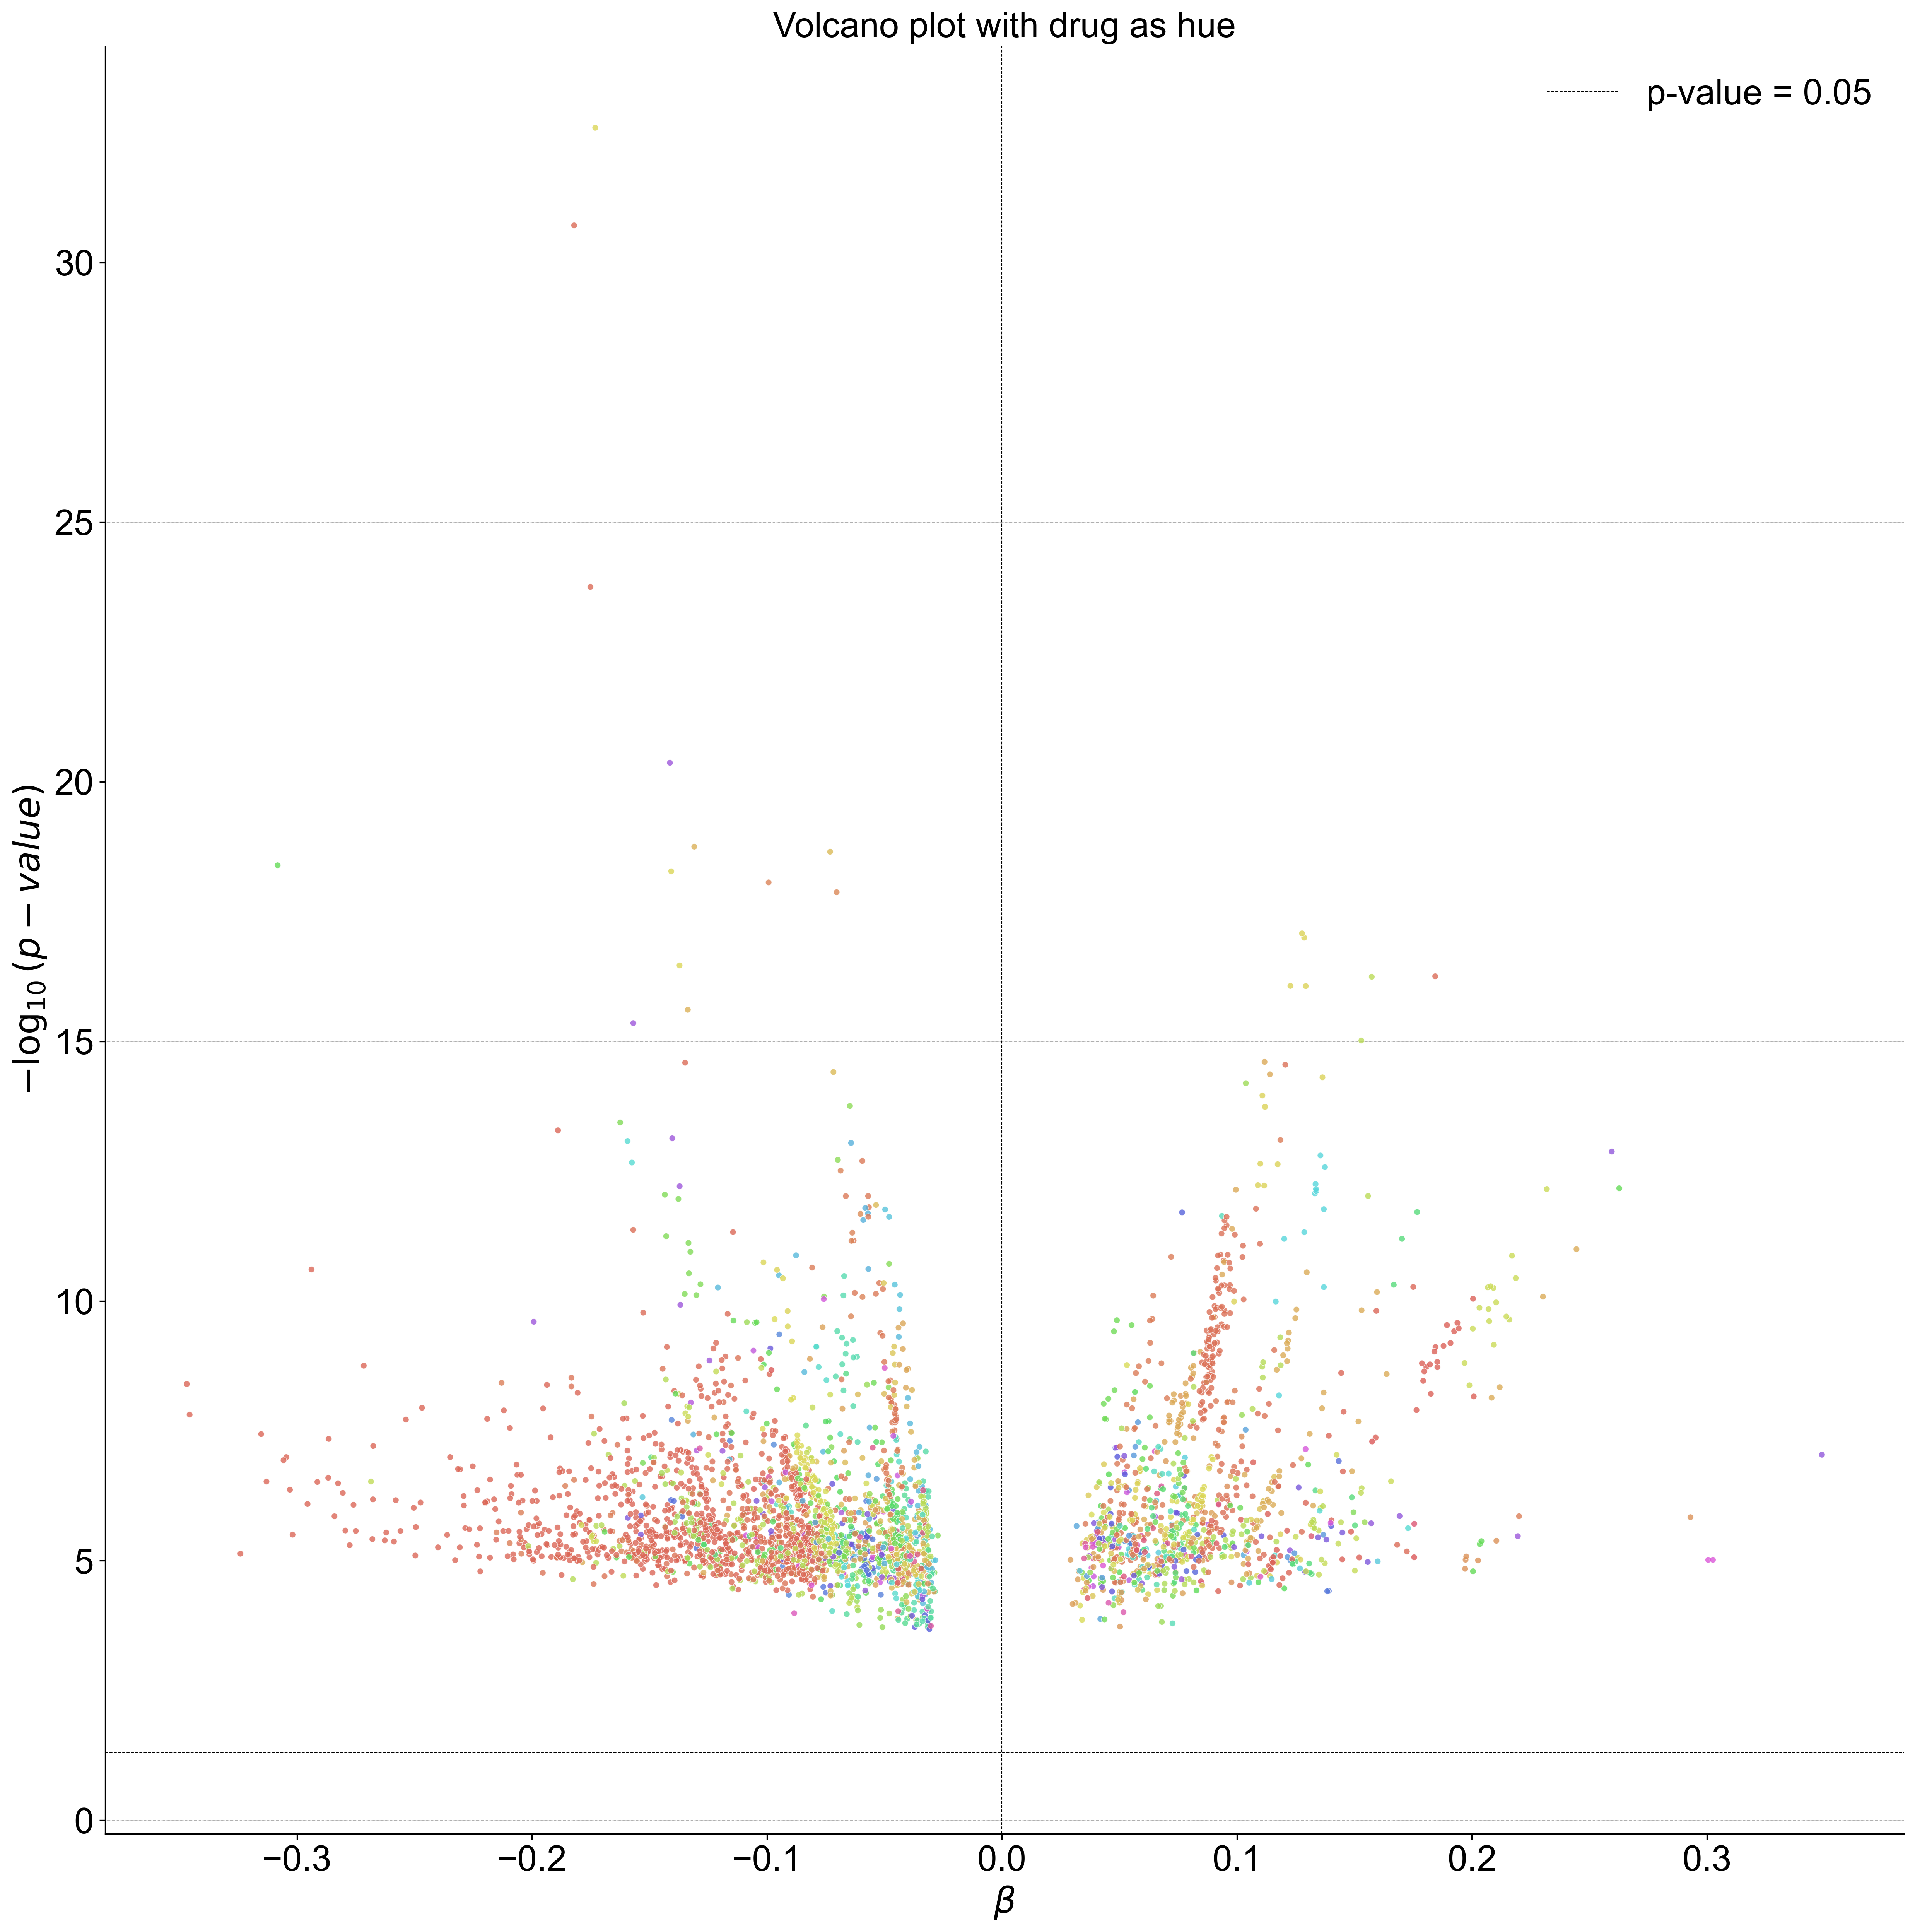 Volcano plot with drug as hue
p-value = 0.05
30
25
20
15
10
5
0
−log₁₀(p − value)
−0.3 −0.2 −0.1 0.0 0.1 0.2 0.3
β